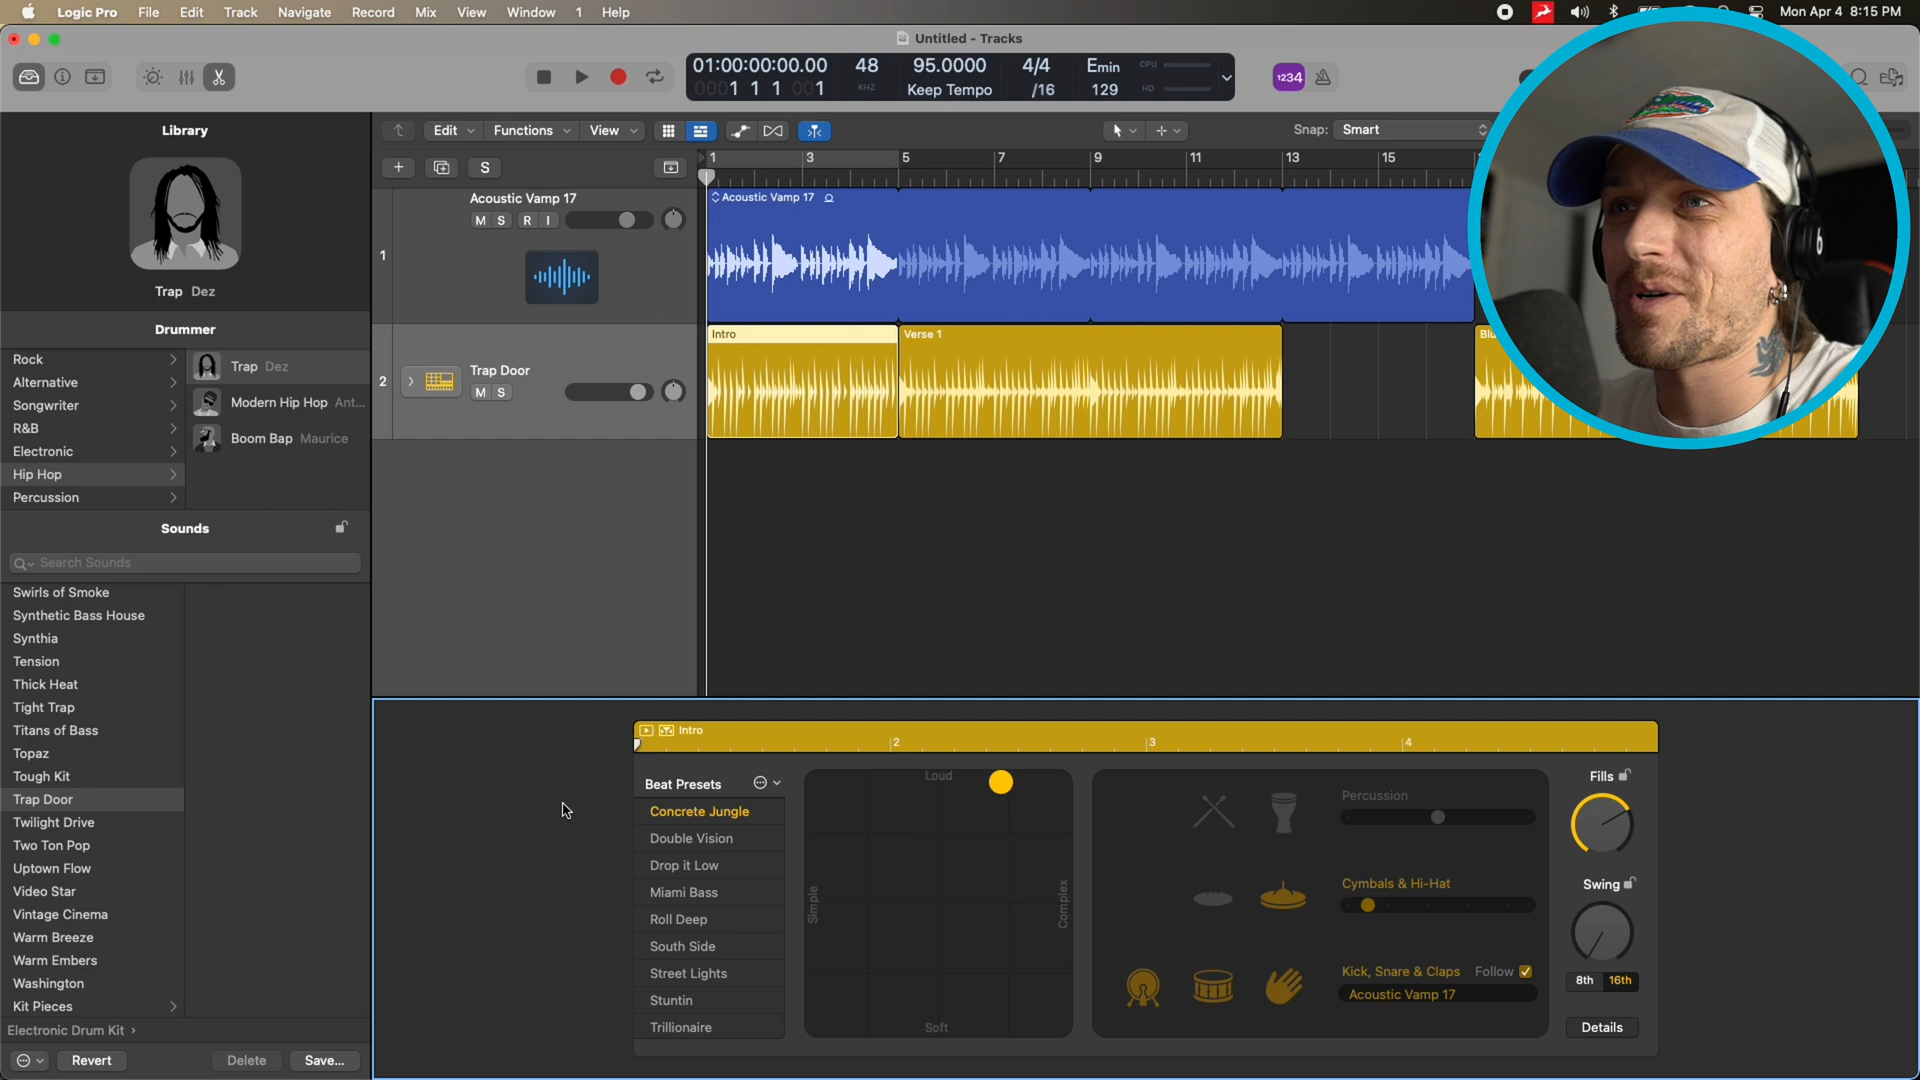 Logic Pro File Edit Track Navigate Record Mix View Window 1 Help
Mon Apr 4 8:15 PM
Untitled - Tracks
01:00:00:00.00 48 95.0000 4/4 Emin CPU
0001 1 1 001 KHZ Keep Tempo /16 129 HD
1234
Library
Edit Functions View
Snap: Smart
S
1 3 5 7 9 11 13 15
Acoustic Vamp 17
M S R I
Acoustic Vamp 17
1
Trap Dez
Drummer
Rock
Alternative
Songwriter
R&B
Electronic
Hip Hop
Percussion
Trap Dez
Modern Hip Hop Ant...
Boom Bap Maurice
2
Trap Door
M S
Intro
Verse 1
Sounds
Search Sounds
Swirls of Smoke
Synthetic Bass House
Synthia
Tension
Thick Heat
Tight Trap
Titans of Bass
Topaz
Tough Kit
Trap Door
Twilight Drive
Two Ton Pop
Uptown Flow
Video Star
Vintage Cinema
Warm Breeze
Warm Embers
Washington
Kit Pieces
Electronic Drum Kit
Revert Delete Save...
Intro
2 3 4
Beat Presets
Concrete Jungle
Double Vision
Drop it Low
Miami Bass
Roll Deep
South Side
Street Lights
Stuntin
Trillionaire
Loud
Simple
Complex
Soft
Percussion
Cymbals & Hi-Hat
Kick, Snare & Claps Follow
Acoustic Vamp 17
Fills
Swing
8th 16th
Details